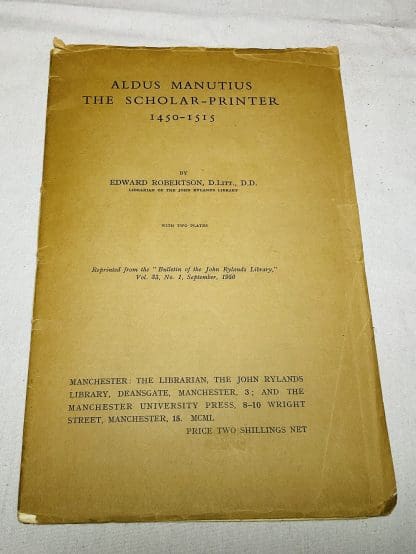 ALDUS MANUTIUS
THE SCHOLAR-PRINTER
1450-1515
BY
EDWARD ROBERTSON, D.Litt., D.D.
LIBRARIAN OF THE JOHN RYLANDS LIBRARY
WITH TWO PLATES
Reprinted from the "Bulletin of the John Rylands Library,"
Vol. 33, No. 1, September, 1950
MANCHESTER: THE LIBRARIAN, THE JOHN RYLANDS
LIBRARY, DEANSGATE, MANCHESTER, 3; AND THE
MANCHESTER UNIVERSITY PRESS, 8-10 WRIGHT
STREET, MANCHESTER, 15. MCML
PRICE TWO SHILLINGS NET